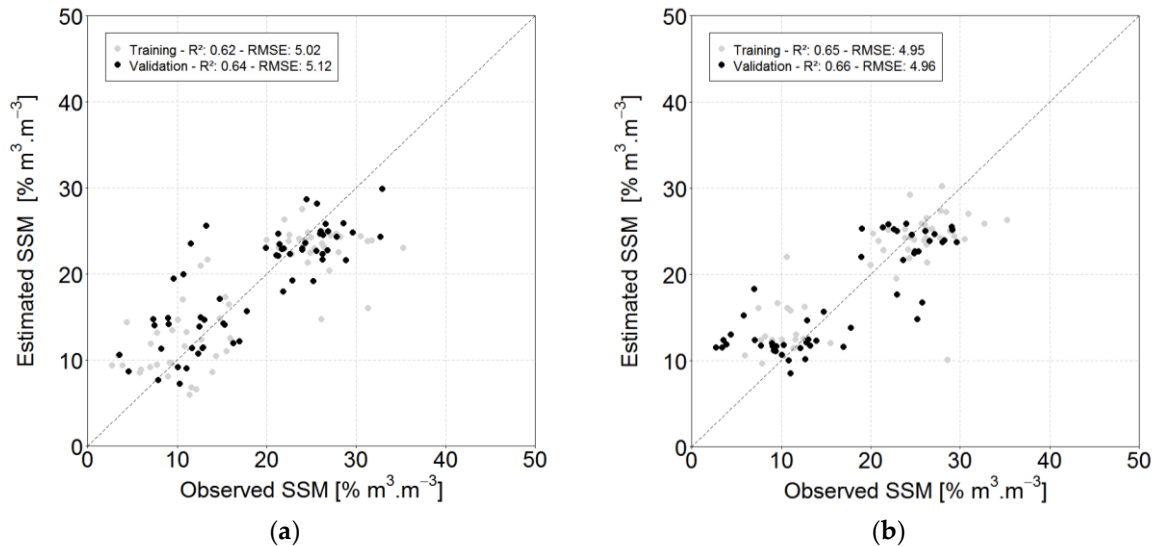 50
40
30
20
10
0
Estimated SSM [% m³.m⁻³]
Training - R²: 0.62 - RMSE: 5.02
Validation - R²: 0.64 - RMSE: 5.12
0 10 20 30 40 50
Observed SSM [% m³.m⁻³]
(a)
50
40
30
20
10
0
Estimated SSM [% m³.m⁻³]
Training - R²: 0.65 - RMSE: 4.95
Validation - R²: 0.66 - RMSE: 4.96
0 10 20 30 40 50
Observed SSM [% m³.m⁻³]
(b)